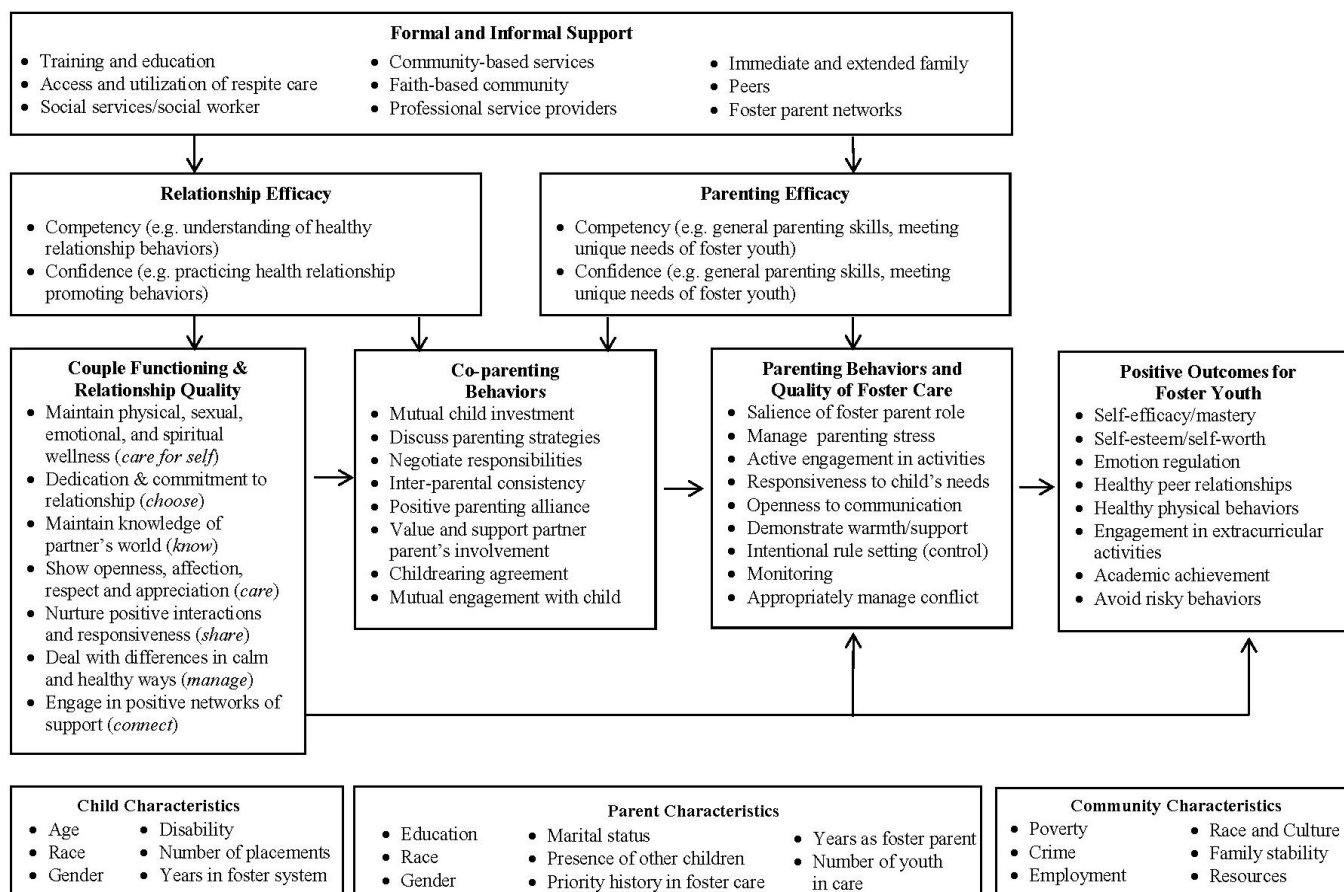 Formal and Informal Support
• Training and education
• Access and utilization of respite care
• Social services/social worker
• Community-based services
• Faith-based community
• Professional service providers
• Immediate and extended family
• Peers
• Foster parent networks
Relationship Efficacy
• Competency (e.g. understanding of healthy
relationship behaviors)
• Confidence (e.g. practicing health relationship
promoting behaviors)
Parenting Efficacy
• Competency (e.g. general parenting skills, meeting
unique needs of foster youth)
• Confidence (e.g. general parenting skills, meeting
unique needs of foster youth)
Couple Functioning &
Relationship Quality
• Maintain physical, sexual,
emotional, and spiritual
wellness (care for self)
• Dedication & commitment to
relationship (choose)
• Maintain knowledge of
partner's world (know)
• Show openness, affection,
respect and appreciation (care)
• Nurture positive interactions
and responsiveness (share)
• Deal with differences in calm
and healthy ways (manage)
• Engage in positive networks of
support (connect)
Co-parenting
Behaviors
• Mutual child investment
• Discuss parenting strategies
• Negotiate responsibilities
• Inter-parental consistency
• Positive parenting alliance
• Value and support partner
parent's involvement
• Childrearing agreement
• Mutual engagement with child
Parenting Behaviors and
Quality of Foster Care
• Salience of foster parent role
• Manage parenting stress
• Active engagement in activities
• Responsiveness to child's needs
• Openness to communication
• Demonstrate warmth/support
• Intentional rule setting (control)
• Monitoring
• Appropriately manage conflict
Positive Outcomes for
Foster Youth
• Self-efficacy/mastery
• Self-esteem/self-worth
• Emotion regulation
• Healthy peer relationships
• Healthy physical behaviors
• Engagement in extracurricular
activities
• Academic achievement
• Avoid risky behaviors
Child Characteristics
• Age
• Race
• Gender
• Disability
• Number of placements
• Years in foster system
Parent Characteristics
• Education
• Race
• Gender
• Marital status
• Presence of other children
• Priority history in foster care
• Years as foster parent
• Number of youth
in care
Community Characteristics
• Poverty
• Crime
• Employment
• Race and Culture
• Family stability
• Resources